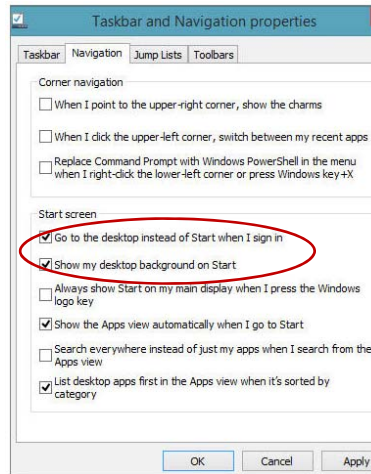 Taskbar and Navigation properties
Taskbar Navigation Jump Lists Toolbars
Corner navigation
When I point to the upper-right corner, show the charms
When I click the upper-left corner, switch between my recent apps
Replace Command Prompt with Windows PowerShell in the menu
when I right-click the lower-left corner or press Windows key+X
Start screen
Go to the desktop instead of Start when I sign in
Show my desktop background on Start
Always show Start on my main display when I press the Windows
logo key
Show the Apps view automatically when I go to Start
Search everywhere instead of just my apps when I search from the
Apps view
List desktop apps first in the Apps view when it's sorted by
category
OK Cancel Apply